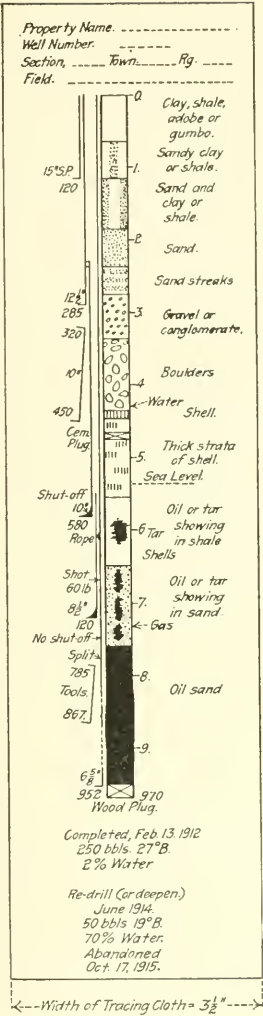 Property Name.
Well Number.
Section, Town. Rg.
Field.
0.
Clay, shale,
adobe or
gumbo.
Sandy clay
or shale.
15"S.P.
120
1.
Sand and
clay or
shale.
2
Sand.
Sand streaks
12½"
285
3.
Gravel or
conglomerate.
320
10"
Boulders
4
Water
450
Shell.
Cem.
Plug.
Thick strata
of shell.
5.
Sea Level.
Shut-off
10"
580
Rope
6 Tar
Oil or tar
showing
in shale
Shells
Shot
60lb
Oil or tar
showing
in sand.
8½"
120
7.
Gas
No shut-off
Split
785
Tools.
867.
8.
Oil sand
9.
6⅝"
952
970
Wood Plug.
Completed, Feb. 13. 1912
250 bbls. 27°B.
2% Water
Re-drill (or deepen.)
June 1914.
50 bbls 19°B.
70% Water.
Abandoned
Oct. 17, 1915.
Width of Tracing Cloth = 3½"